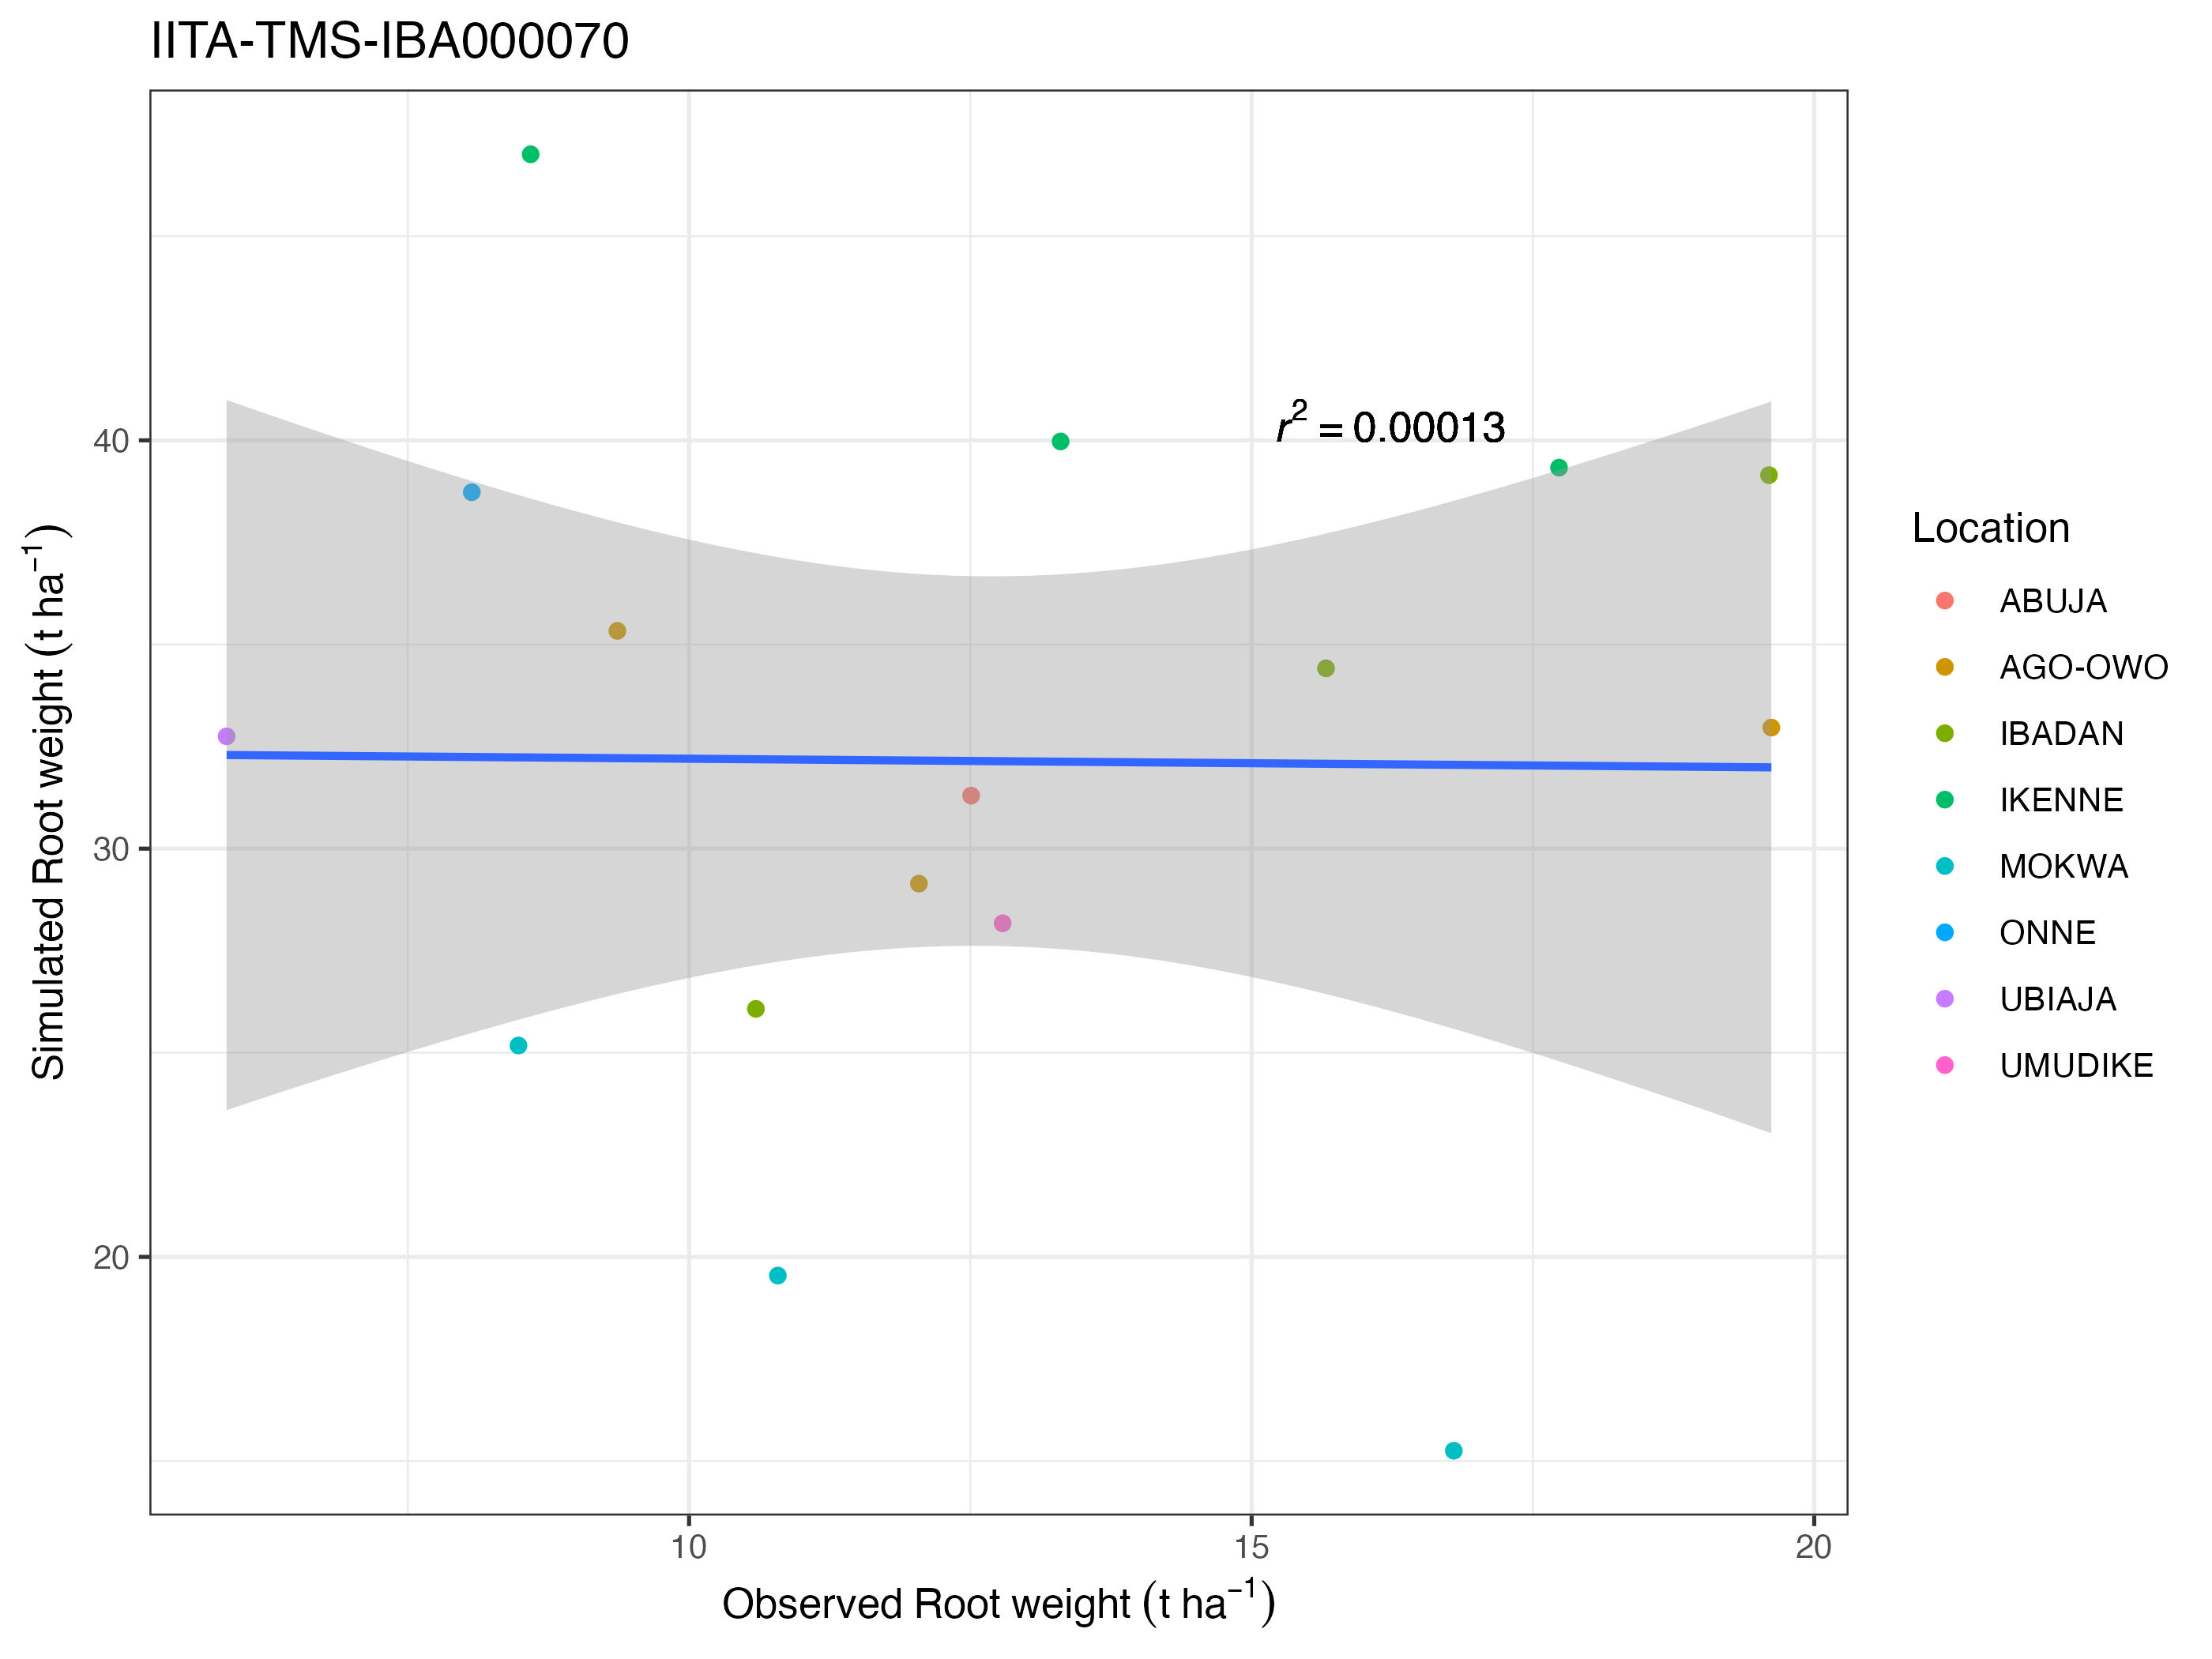 IITA-TMS-IBA000070
r² = 0.00013
40
30
20
10
15
20
Simulated Root weight (t ha⁻¹)
Observed Root weight (t ha⁻¹)
Location
ABUJA
AGO-OWO
IBADAN
IKENNE
MOKWA
ONNE
UBIAJA
UMUDIKE